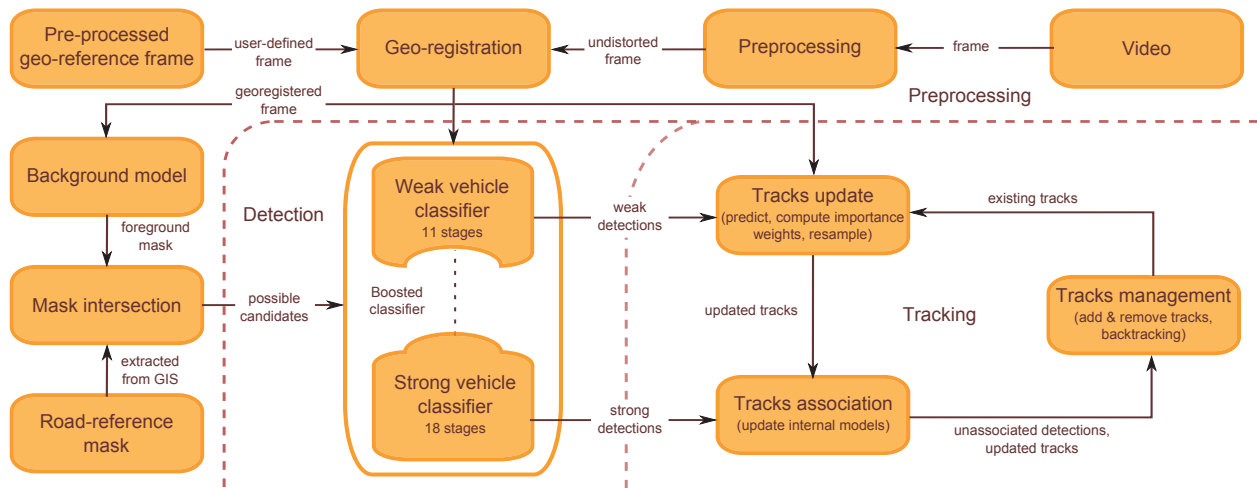 Pre-processed
geo-reference frame
user-defined
frame
Geo-registration
undistorted
frame
Preprocessing
frame
Video
georegistered
frame
Preprocessing
Background model
foreground
mask
Mask intersection
extracted
from GIS
Road-reference
mask
possible
candidates
Detection
Weak vehicle
classifier
11 stages
Boosted
classifier
Strong vehicle
classifier
18 stages
weak
detections
strong
detections
Tracks update
(predict, compute importance
weights, resample)
existing tracks
updated tracks
Tracking
Tracks management
(add & remove tracks,
backtracking)
Tracks association
(update internal models)
unassociated detections,
updated tracks